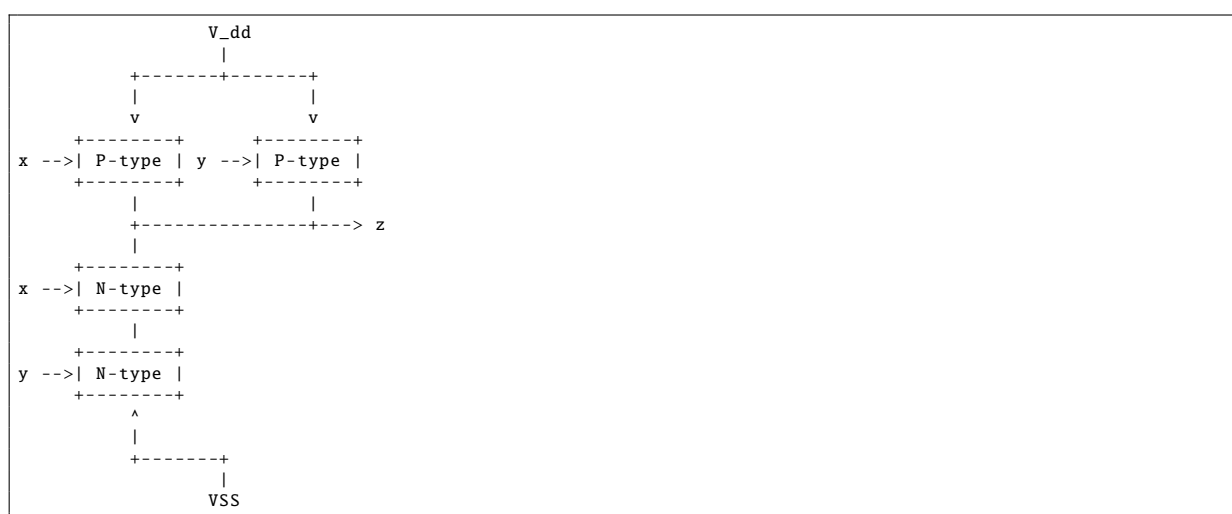 V_dd
|
+-------+-------+
|               |
v               v
+--------+      +--------+
x -->| P-type | y -->| P-type |
+--------+      +--------+
|               |
+---------------+---> z
|
+--------+
x -->| N-type |
+--------+
|
+--------+
y -->| N-type |
+--------+
^
|
+-------+
|
VSS